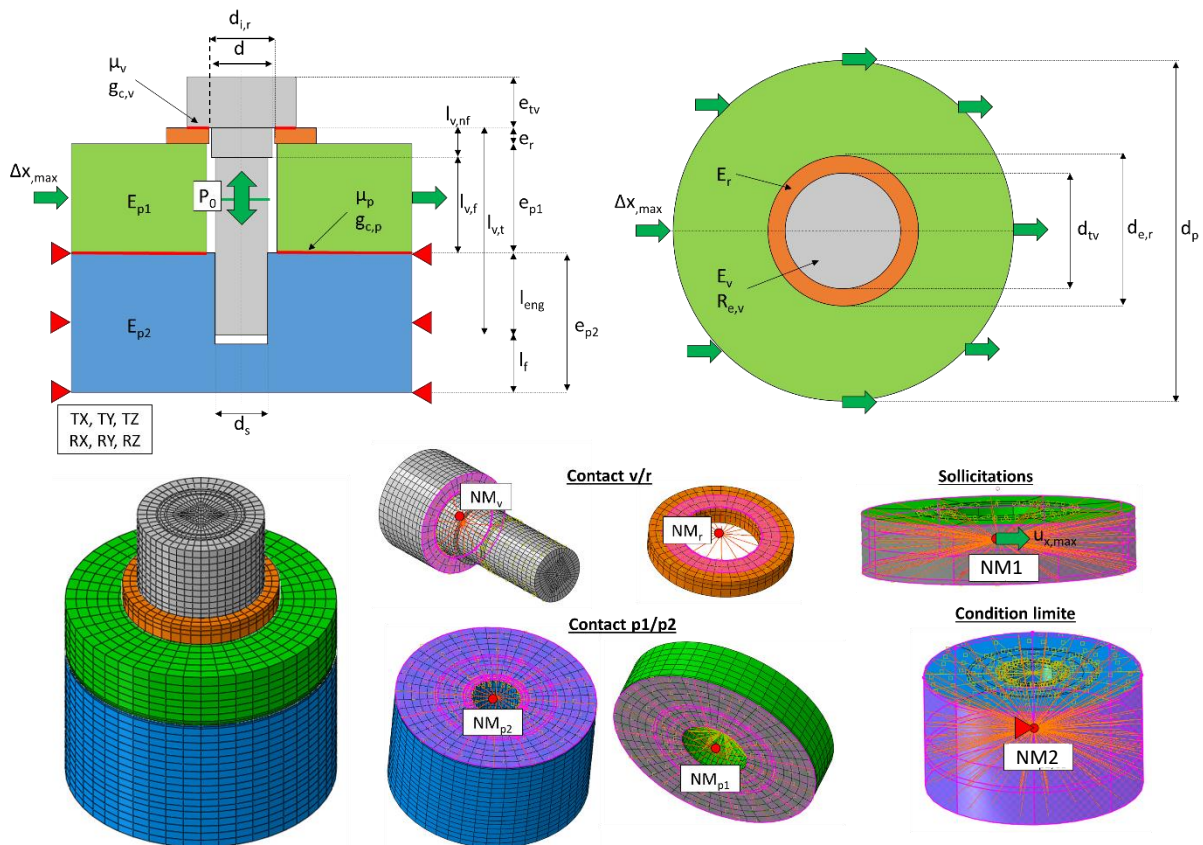 d_{i,r}
d
μ_v
g_{c,v}
l_{v,nf}
e_{tv}
e_r
Δx_{,max}
P_0
E_{p1}
μ_p
g_{c,p}
l_{v,f}
l_{v,t}
e_{p1}
E_{p2}
l_{eng}
e_{p2}
l_f
d_s
TX, TY, TZ
RX, RY, RZ
Δx_{,max}
E_r
E_v
R_{e,v}
d_{tv}
d_{e,r}
d_p
Contact v/r
NM_v
NM_r
Sollicitations
u_{x,max}
NM1
Contact p1/p2
NM_{p2}
NM_{p1}
Condition limite
NM2